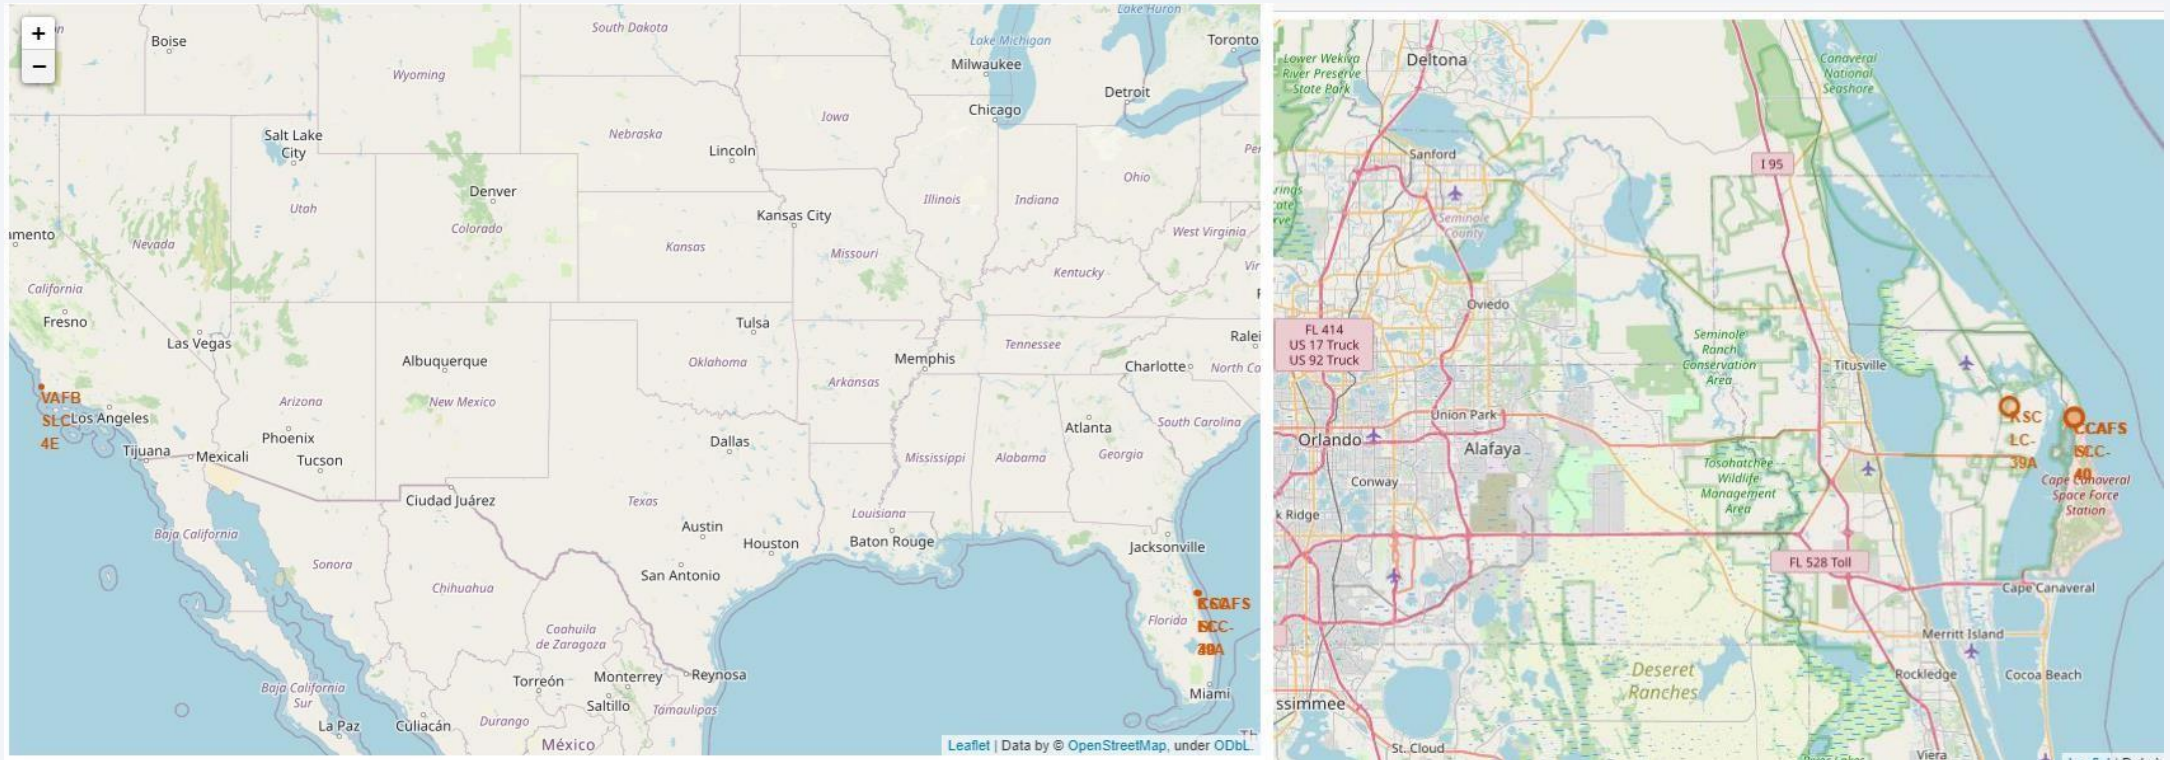 +
−
Boise
South Dakota
Lake Huron
Lake Michigan
Toronto
Wyoming
Milwaukee
Detroit
Chicago
Iowa
Salt Lake
City
Nebraska
Lincoln
Ohio
Denver
Utah
Illinois
Indiana
Kansas City
Colorado
West Virginia
Nevada
Kansas
Missouri
Kentucky
California
Fresno
Las Vegas
Tulsa
Tennessee
Albuquerque
Oklahoma
Memphis
Charlotte
Arkansas
VAFB
SLC-
4E
Los Angeles
Arizona
New Mexico
South Carolina
Atlanta
Phoenix
Dallas
Tijuana
Mexicali
Tucson
Mississippi
Alabama
Georgia
Ciudad Juárez
Texas
Louisiana
Austin
Baja California
Houston
Baton Rouge
Jacksonville
Sonora
San Antonio
Chihuahua
CCAFS
Florida
Coahuila
de Zaragoza
Reynosa
Torreón
Monterrey
Baja California
Sur
Saltillo
Miami
Tamaulipas
La Paz
Culiacán
Durango
México
Leaflet | Data by © OpenStreetMap, under ODbL.
Lower Wekiva
River Preserve
State Park
Deltona
Canaveral
National
Seashore
Sanford
I 95
Seminole
County
Oviedo
FL 414
US 17 Truck
US 92 Truck
Seminole
Ranch
Conservation
Area
Titusville
Union Park
KSC
LC-
39A
CCAFS
SLC-
40
Orlando
Alafaya
Tosohatchee
Wildlife
Management
Area
Cape Canaveral
Space Force
Station
Conway
k Ridge
FL 528 Toll
Cape Canaveral
Merritt Island
Deseret
Ranches
Rockledge
Cocoa Beach
ssimmee
St. Cloud
Viera